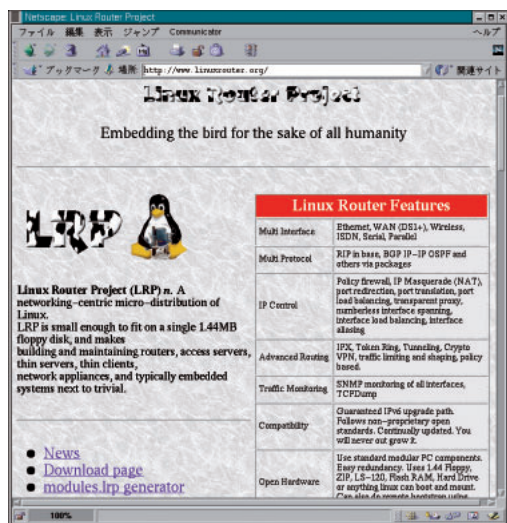 Netscape: Linux Router Project
ファイル 編集 表示 ジャンプ Communicator ヘルプ
ブックマーク 場所 http://www.linuxrouter.org/ 関連サイト
Linux Router Project
Embedding the bird for the sake of all humanity
LRP
Linux Router Project (LRP) n. A
networking-centric micro-distribution of
Linux.
LRP is small enough to fit on a single 1.44MB
floppy disk, and makes
building and maintaining routers, access servers,
thin servers, thin clients,
network appliances, and typically embedded
systems next to trivial.
News
Download page
modules.lrp generator
Linux Router Features
Multi Interface
Ethernet, WAN (DS1+), Wireless,
ISDN, Serial, Parallel
Multi Protocol
RIP in base, BGP IP-IP OSPF and
others via packages
IP Control
Policy firewall, IP Masquerade (NAT),
port redirection, port translation, port
load balancing, transparent proxy,
numberless interface spanning,
interface load balancing, interface
aliasing
Advanced Routing
IPX, Token Ring, Tunneling, Crypto
VPN, traffic limiting and shaping, policy
based.
Traffic Monitoring
SNMP monitoring of all interfaces,
TCPDump
Compatibility
Guaranteed IPv6 upgrade path.
Follows non-proprietary open
standards. Continually updated. You
will never out grow it.
Open Hardware
Use standard modular PC components.
Easy redundancy. Uses 1.44 Floppy,
ZIP, LS-120, Flash RAM, Hard Drive
or anything linux can boot and mount.
Can also do remote bootstrap using
100%